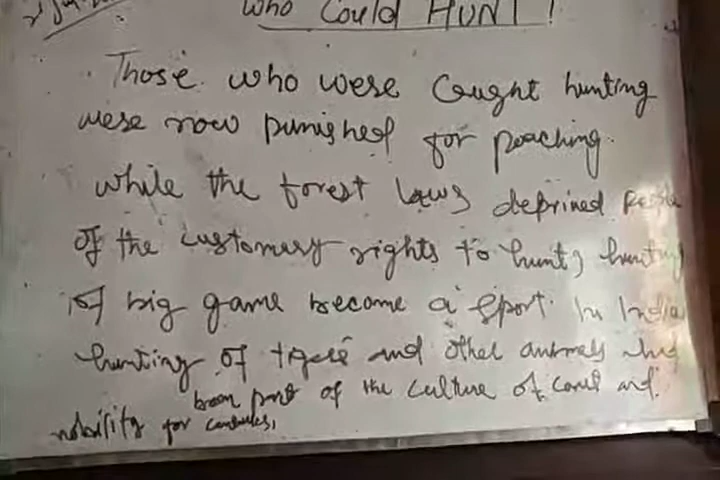 who Could HUNT!
Those who were Caught hunting
were now punished for poaching.
while the forest laws deprived People
of the customery rights to hunt, hunting
of big game become a sport. In India
hunting of tigers and other animals had
been part of the culture of court and
nobility for centuries,